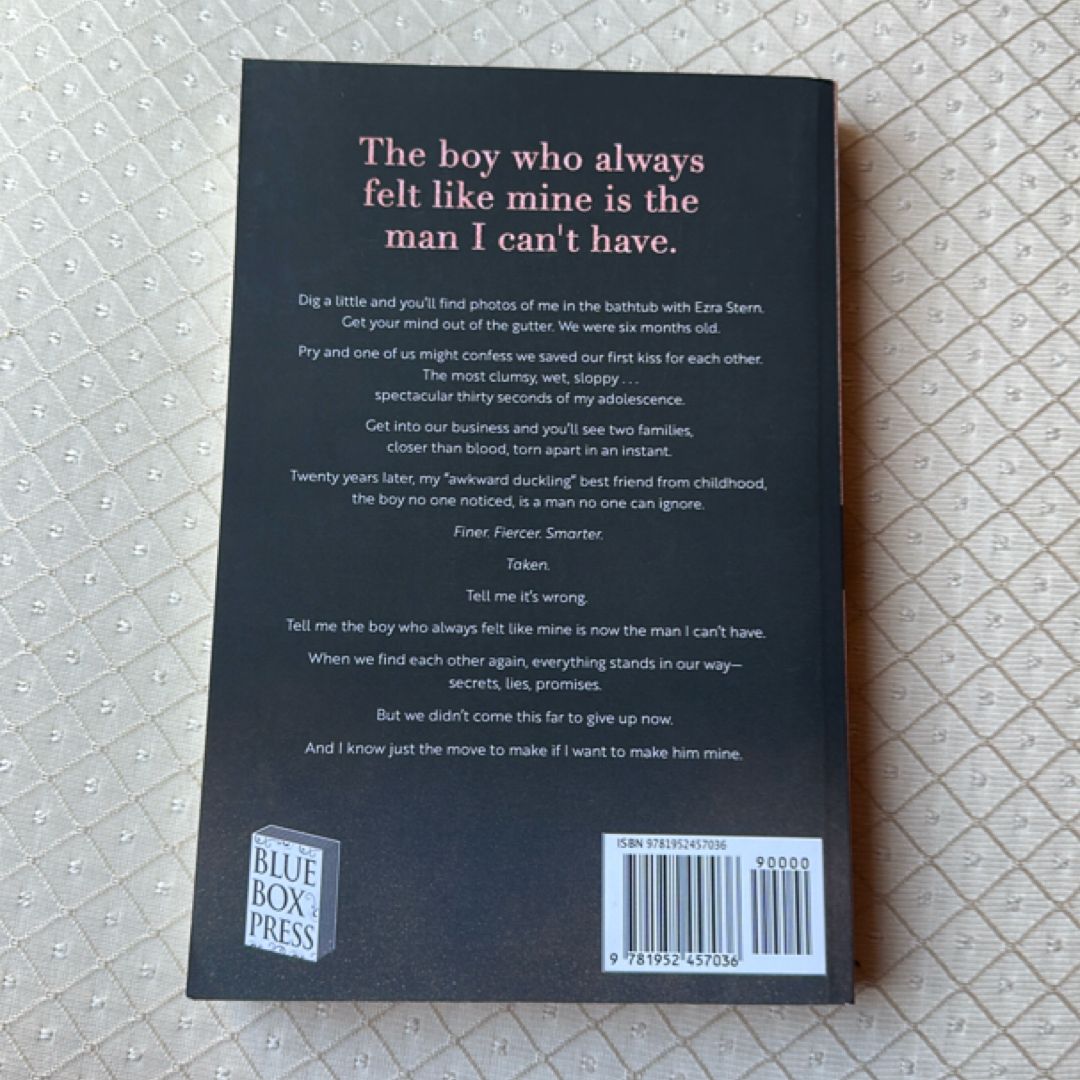 The boy who always
felt like mine is the
man I can't have.
Dig a little and you'll find photos of me in the bathtub with Ezra Stern.
Get your mind out of the gutter. We were six months old.
Pry and one of us might confess we saved our first kiss for each other.
The most clumsy, wet, sloppy . . .
spectacular thirty seconds of my adolescence.
Get into our business and you'll see two families,
closer than blood, torn apart in an instant.
Twenty years later, my "awkward duckling" best friend from childhood,
the boy no one noticed, is a man no one can ignore.
Finer. Fiercer. Smarter.
Taken.
Tell me it's wrong.
Tell me the boy who always felt like mine is now the man I can't have.
When we find each other again, everything stands in our way—
secrets, lies, promises.
But we didn't come this far to give up now.
And I know just the move to make if I want to make him mine.
BLUE
BOX
PRESS
ISBN 9781952457036
90000
9 781952 457036